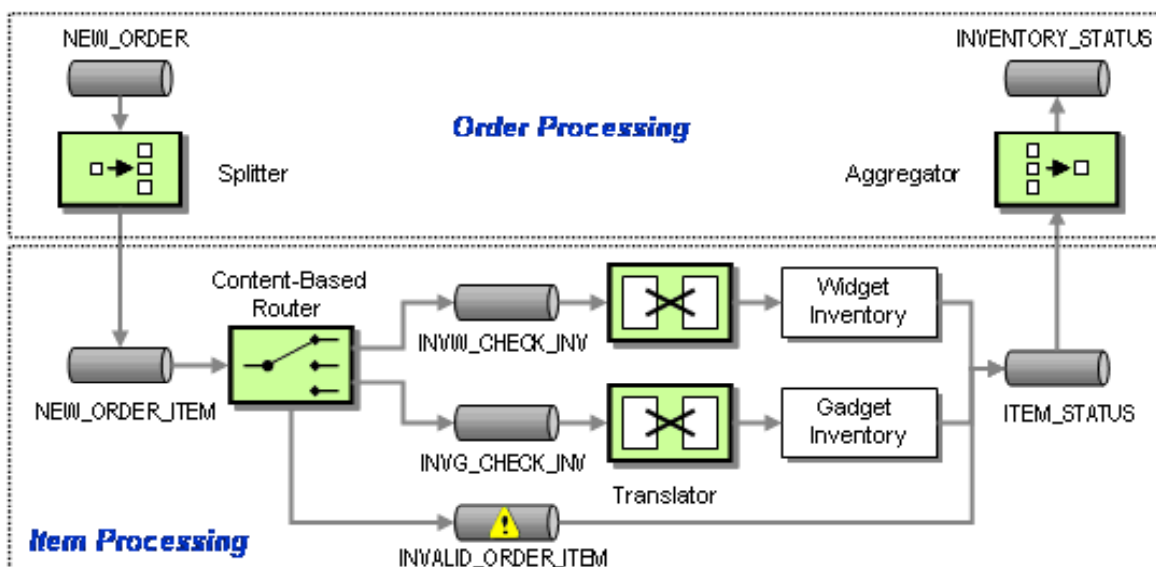 NEW_ORDER
INVENTORY_STATUS
Order Processing
Splitter
Aggregator
Content-Based
Router
Widget
Inventory
INVW_CHECK_INV
NEW_ORDER_ITEM
Gadget
Inventory
ITEM_STATUS
INVG_CHECK_INV
Translator
Item Processing
INVALID_ORDER_ITEM